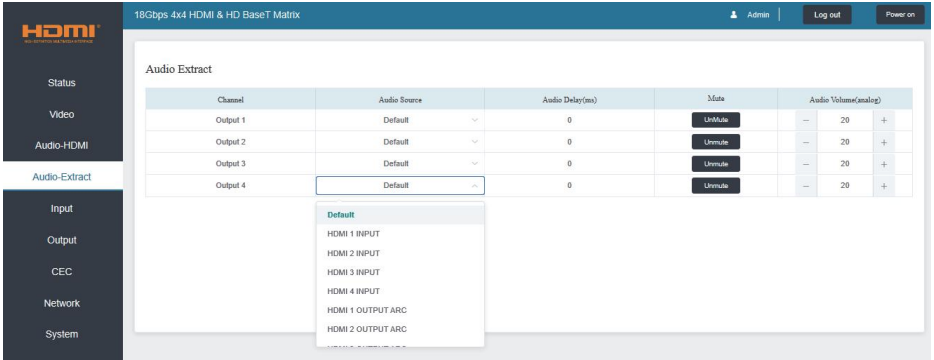 HDMI®
HIGH-DEFINITION MULTIMEDIA INTERFACE
18Gbps 4x4 HDMI & HD BaseT Matrix
Admin
Log out
Power on
Status
Video
Audio-HDMI
Audio-Extract
Input
Output
CEC
Network
System
Audio Extract
Channel Audio Source Audio Delay(ms) Mute Audio Volume(analog)
Output 1 Default 0 UnMute − 20 +
Output 2 Default 0 Unmute − 20 +
Output 3 Default 0 Unmute − 20 +
Output 4 Default 0 Unmute − 20 +
Default
HDMI 1 INPUT
HDMI 2 INPUT
HDMI 3 INPUT
HDMI 4 INPUT
HDMI 1 OUTPUT ARC
HDMI 2 OUTPUT ARC